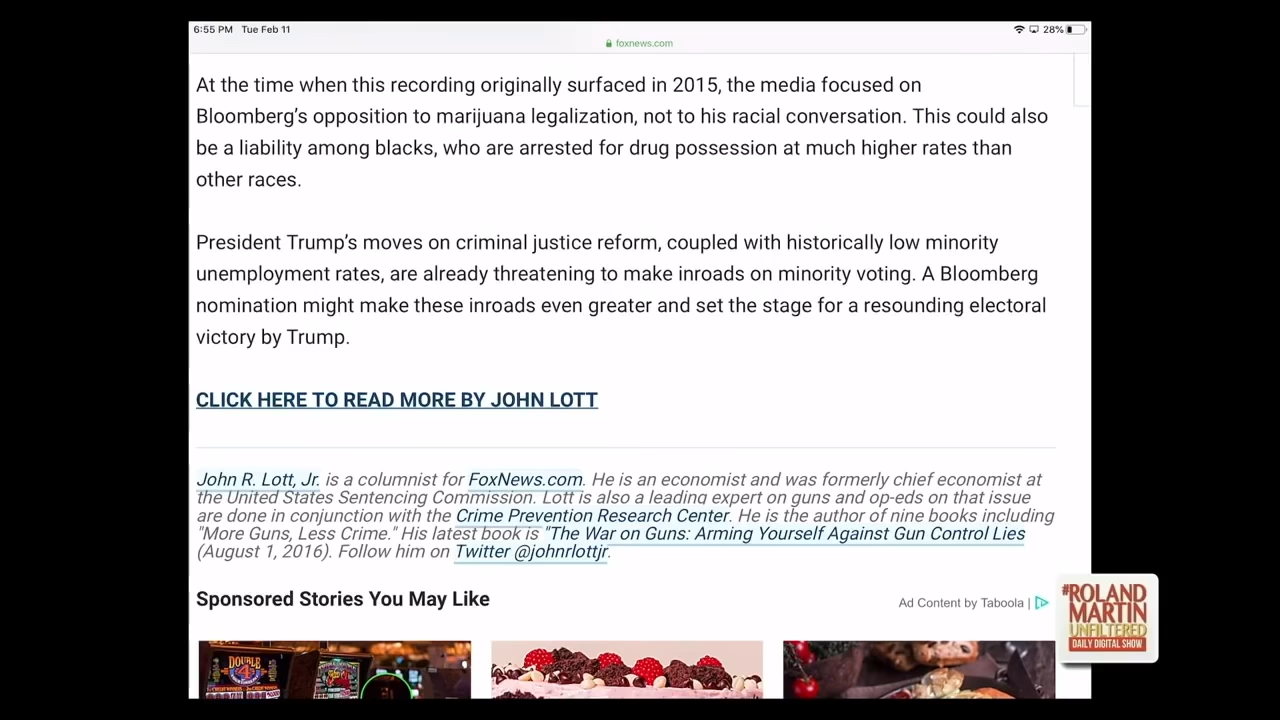 6:55 PM Tue Feb 11
28%
foxnews.com
At the time when this recording originally surfaced in 2015, the media focused on
Bloomberg’s opposition to marijuana legalization, not to his racial conversation. This could also
be a liability among blacks, who are arrested for drug possession at much higher rates than
other races.
President Trump’s moves on criminal justice reform, coupled with historically low minority
unemployment rates, are already threatening to make inroads on minority voting. A Bloomberg
nomination might make these inroads even greater and set the stage for a resounding electoral
victory by Trump.
CLICK HERE TO READ MORE BY JOHN LOTT
John R. Lott, Jr. is a columnist for FoxNews.com. He is an economist and was formerly chief economist at
the United States Sentencing Commission. Lott is also a leading expert on guns and op-eds on that issue
are done in conjunction with the Crime Prevention Research Center. He is the author of nine books including
"More Guns, Less Crime." His latest book is "The War on Guns: Arming Yourself Against Gun Control Lies
(August 1, 2016). Follow him on Twitter @johnrlottjr.
Sponsored Stories You May Like
Ad Content by Taboola |
#ROLAND
MARTIN
UNFILTERED
DAILY DIGITAL SHOW
DOUBLE